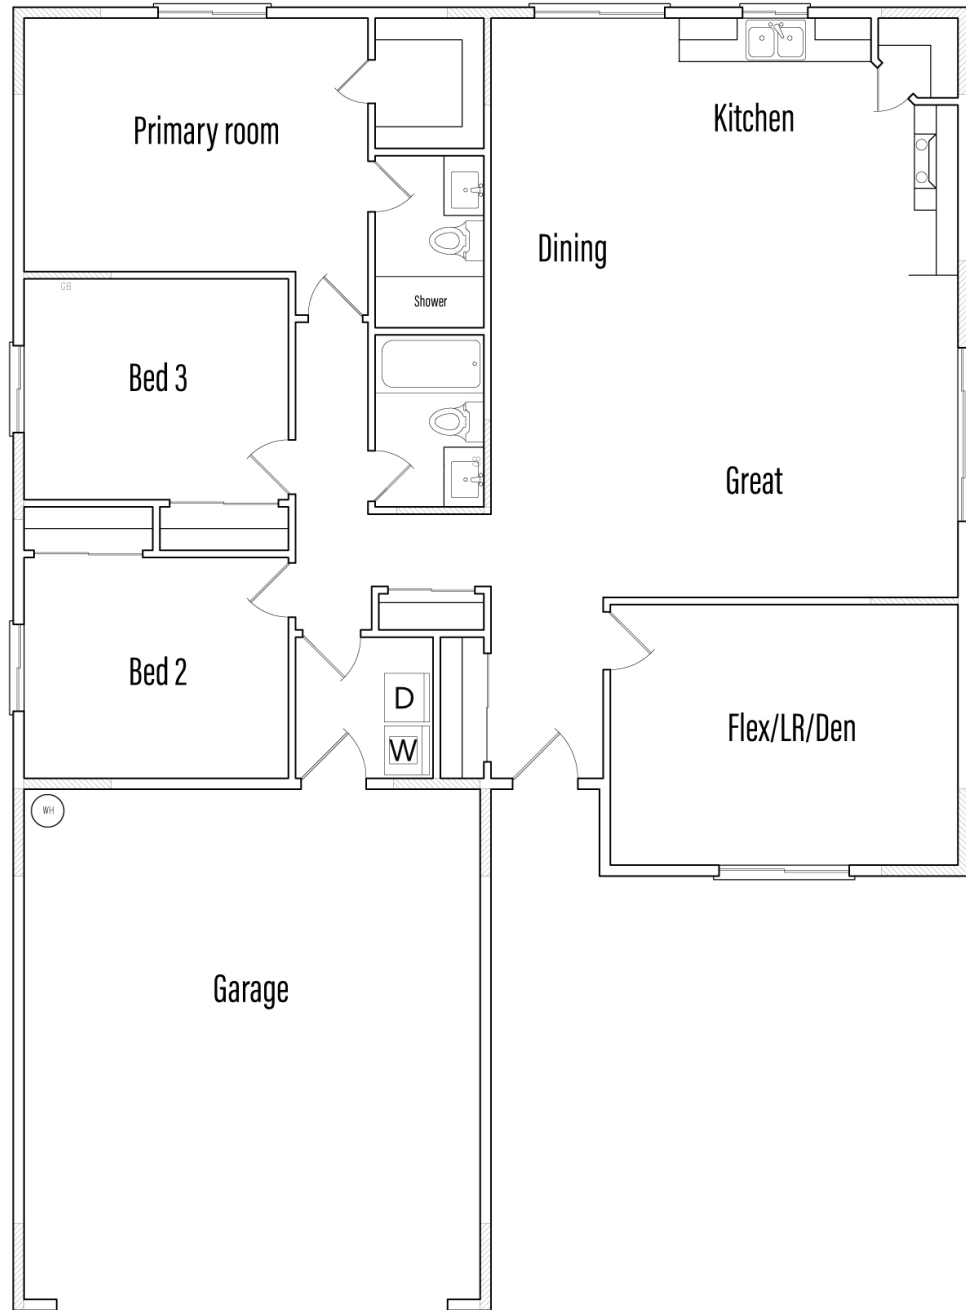 Primary room
Kitchen
Dining
Shower
GB
Bed 3
Great
Bed 2
D
W
Flex/LR/Den
WH
Garage